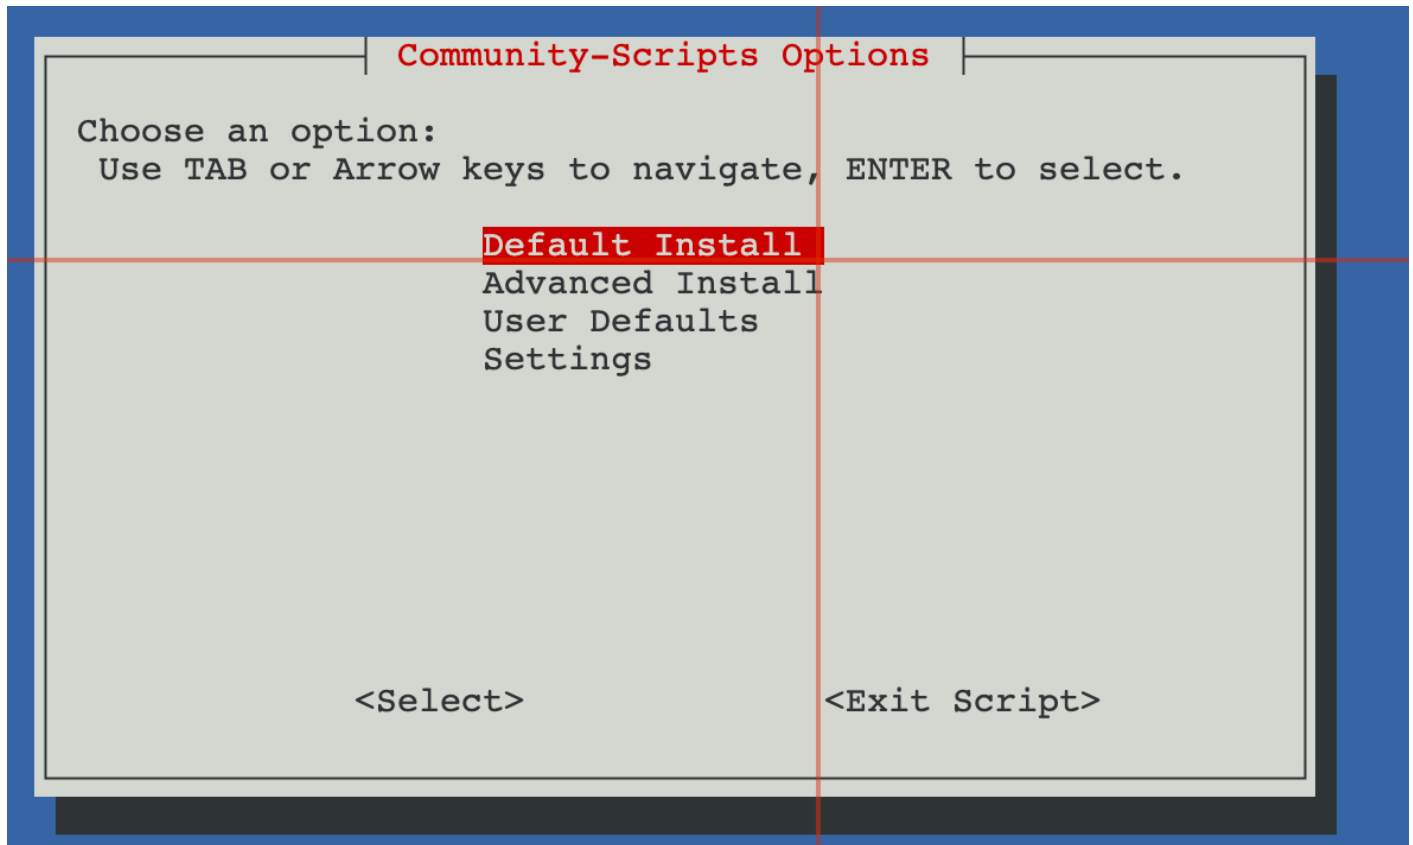 Community-Scripts Options
Choose an option:
Use TAB or Arrow keys to navigate, ENTER to select.
Default Install
Advanced Install
User Defaults
Settings
<Select> <Exit Script>